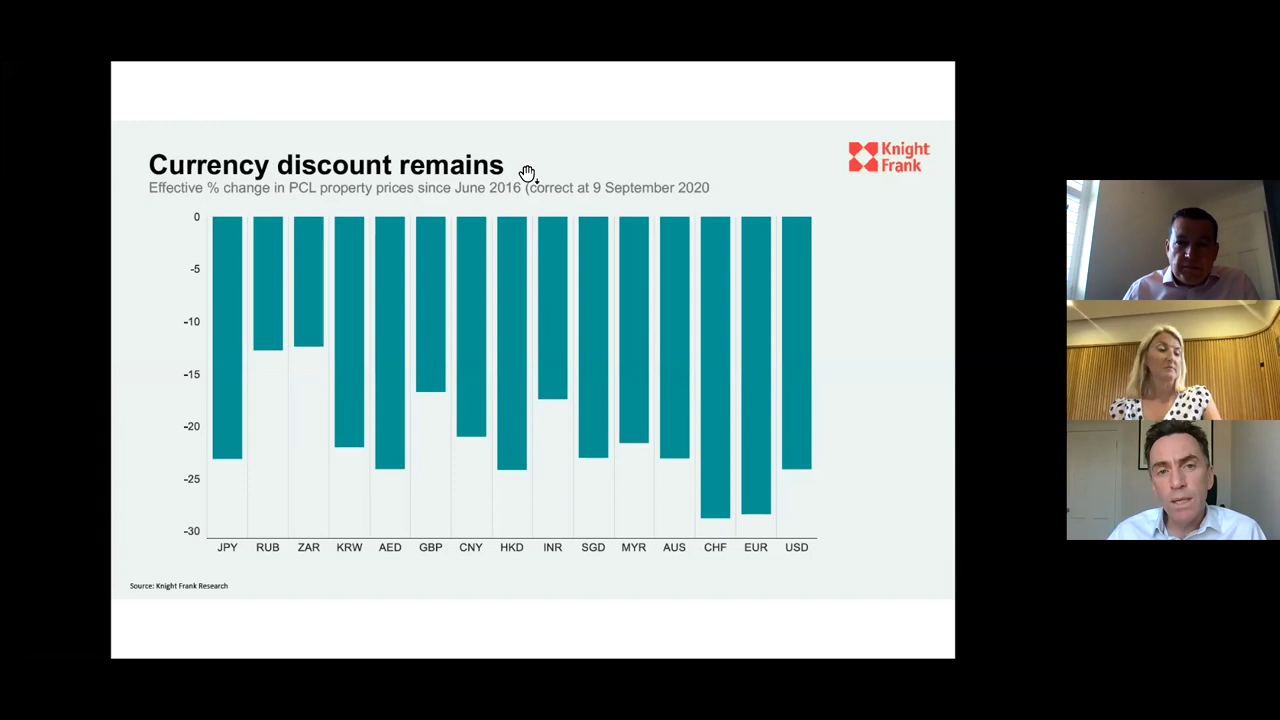 Currency discount remains
Knight
Frank
Effective % change in PCL property prices since June 2016 (correct at 9 September 2020
0
-5
-10
-15
-20
-25
-30
JPY RUB ZAR KRW AED GBP CNY HKD INR SGD MYR AUS CHF EUR USD
Source: Knight Frank Research